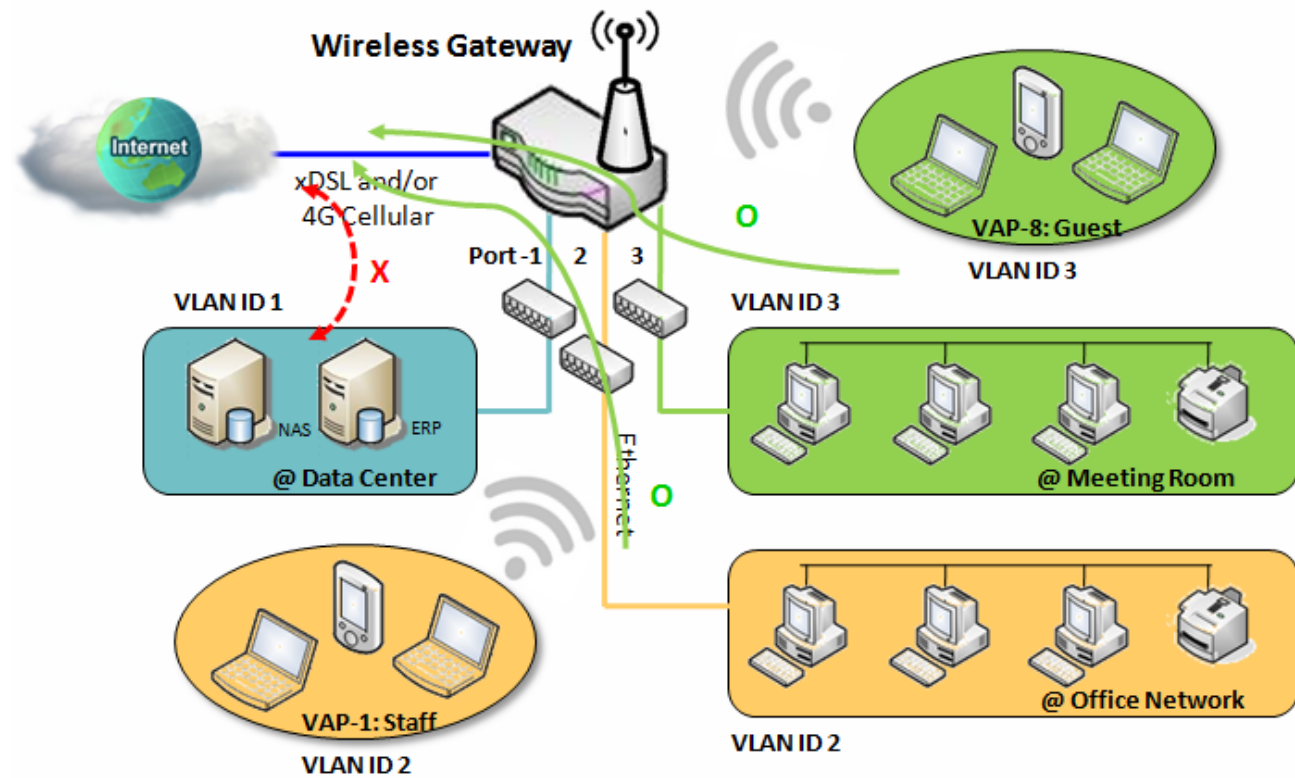 Wireless Gateway
Internet
xDSL and/or
4G Cellular
O
VAP-8: Guest
VLAN ID 3
Port -1
2
3
X
VLAN ID 1
VLAN ID 3
NAS
ERP
@ Data Center
Ethernet
O
@ Meeting Room
VAP-1: Staff
VLAN ID 2
@ Office Network
VLAN ID 2